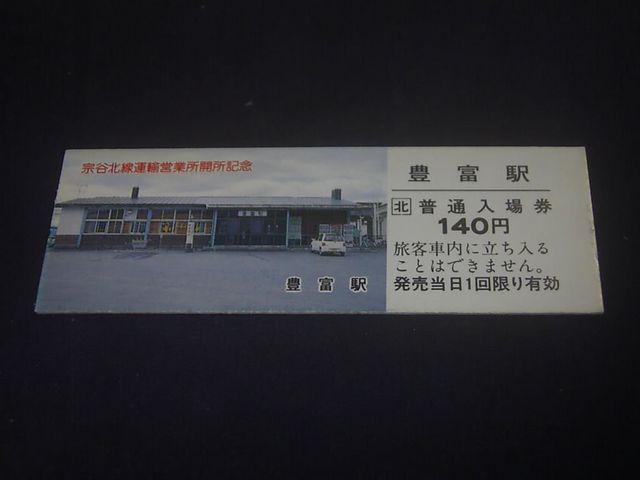 宗谷北線運輸営業所開所記念
豊富駅
豊富駅
北 普通入場券
140円
旅客車内に立ち入る
ことはできません。
発売当日1回限り有効